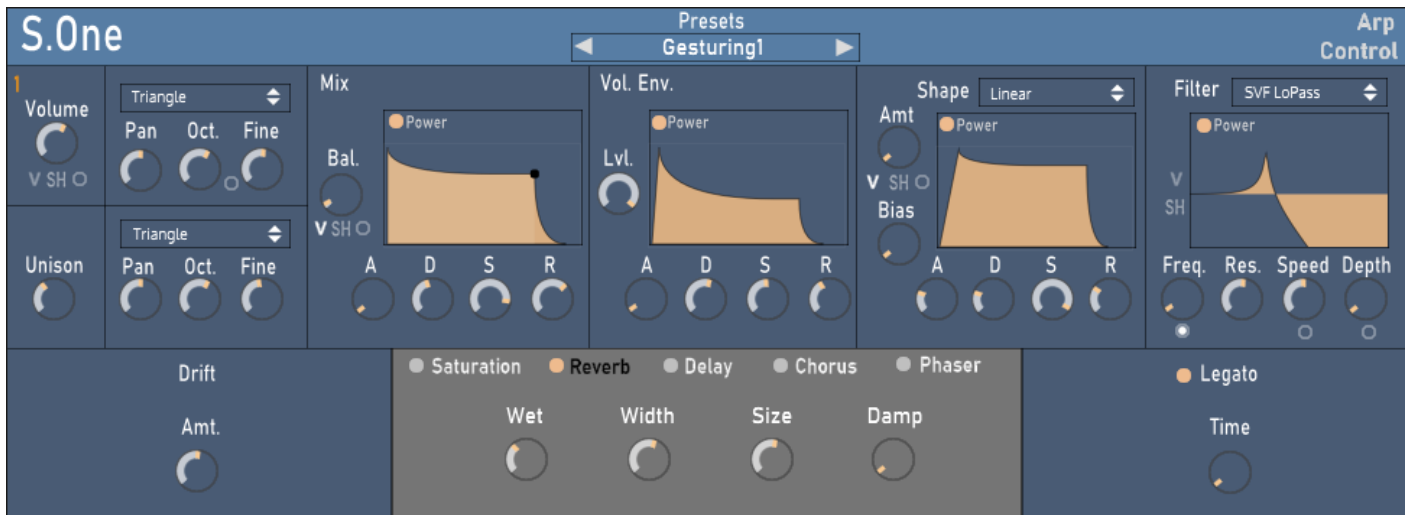 S.One
Presets
Gesturing1
Arp
Control
1
Volume
V SH O
Triangle
Pan Oct. Fine
Unison
Triangle
Pan Oct. Fine
Mix
Power
Bal.
V SH O
A D S R
Vol. Env.
Power
Lvl.
A D S R
Shape Linear
Amt
Power
V SH O
Bias
A D S R
Filter SVF LoPass
Power
V
SH
Freq. Res. Speed Depth
Drift
Amt.
Saturation Reverb Delay Chorus Phaser
Wet Width Size Damp
Legato
Time